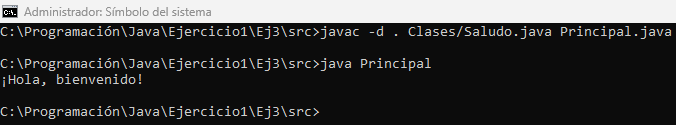 Administrador: Símbolo del sistema
C:\Programación\Java\Ejercicio1\Ej3\src>javac -d . Clases/Saludo.java Principal.java
C:\Programación\Java\Ejercicio1\Ej3\src>java Principal
¡Hola, bienvenido!
C:\Programación\Java\Ejercicio1\Ej3\src>